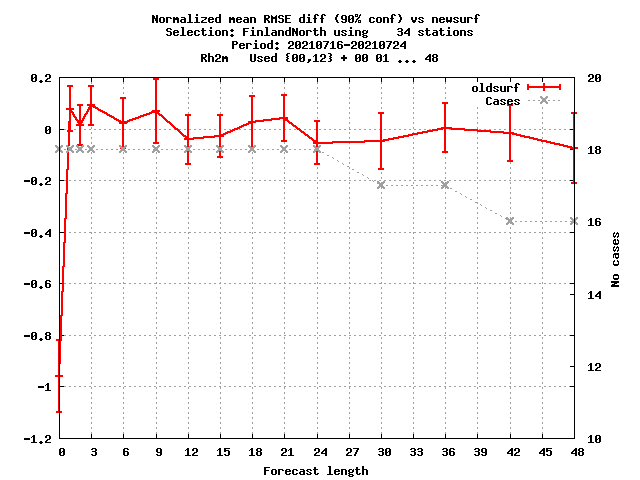 Normalized mean RMSE diff (90% conf) vs newsurf
Selection: FinlandNorth using    34 stations
Period: 20210716-20210724
Rh2m   Used {00,12} + 00 01 ... 48
oldsurf
Cases
0.2
0
-0.2
-0.4
-0.6
-0.8
-1
-1.2
20
18
16
14
12
10
No cases
0 3 6 9 12 15 18 21 24 27 30 33 36 39 42 45 48
Forecast length